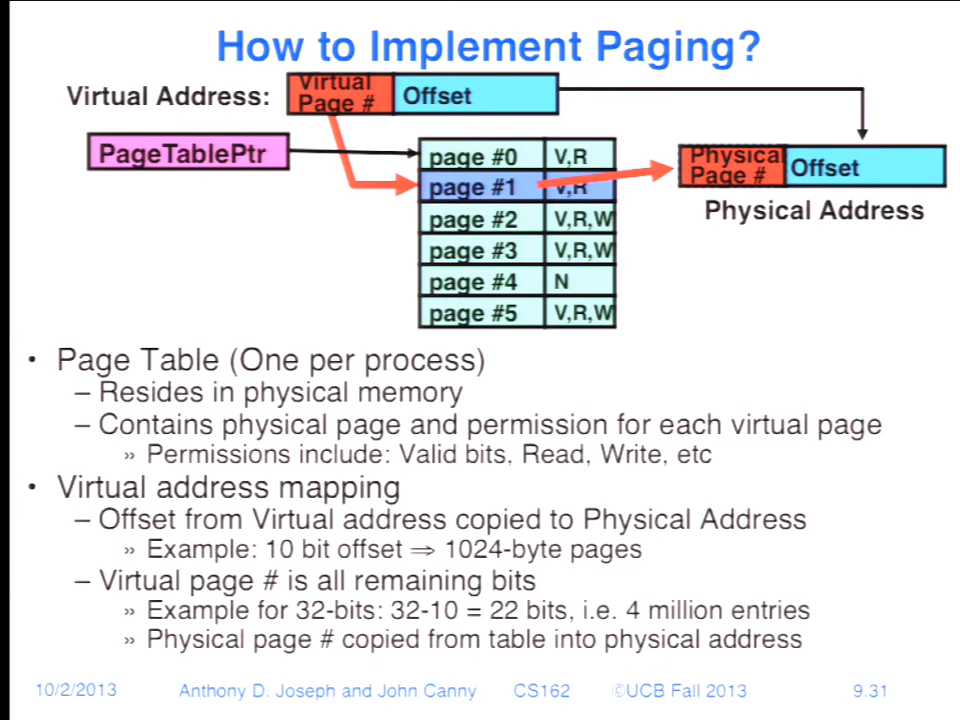 How to Implement Paging?
Virtual Address:
Virtual
Page #
Offset
PageTablePtr
page #0 V,R
page #1 V,R
page #2 V,R,W
page #3 V,R,W
page #4 N
page #5 V,R,W
Physical
Page #
Offset
Physical Address
• Page Table (One per process)
– Resides in physical memory
– Contains physical page and permission for each virtual page
» Permissions include: Valid bits, Read, Write, etc
• Virtual address mapping
– Offset from Virtual address copied to Physical Address
» Example: 10 bit offset ⇒ 1024-byte pages
– Virtual page # is all remaining bits
» Example for 32-bits: 32-10 = 22 bits, i.e. 4 million entries
» Physical page # copied from table into physical address
10/2/2013 Anthony D. Joseph and John Canny CS162 ©UCB Fall 2013 9.31